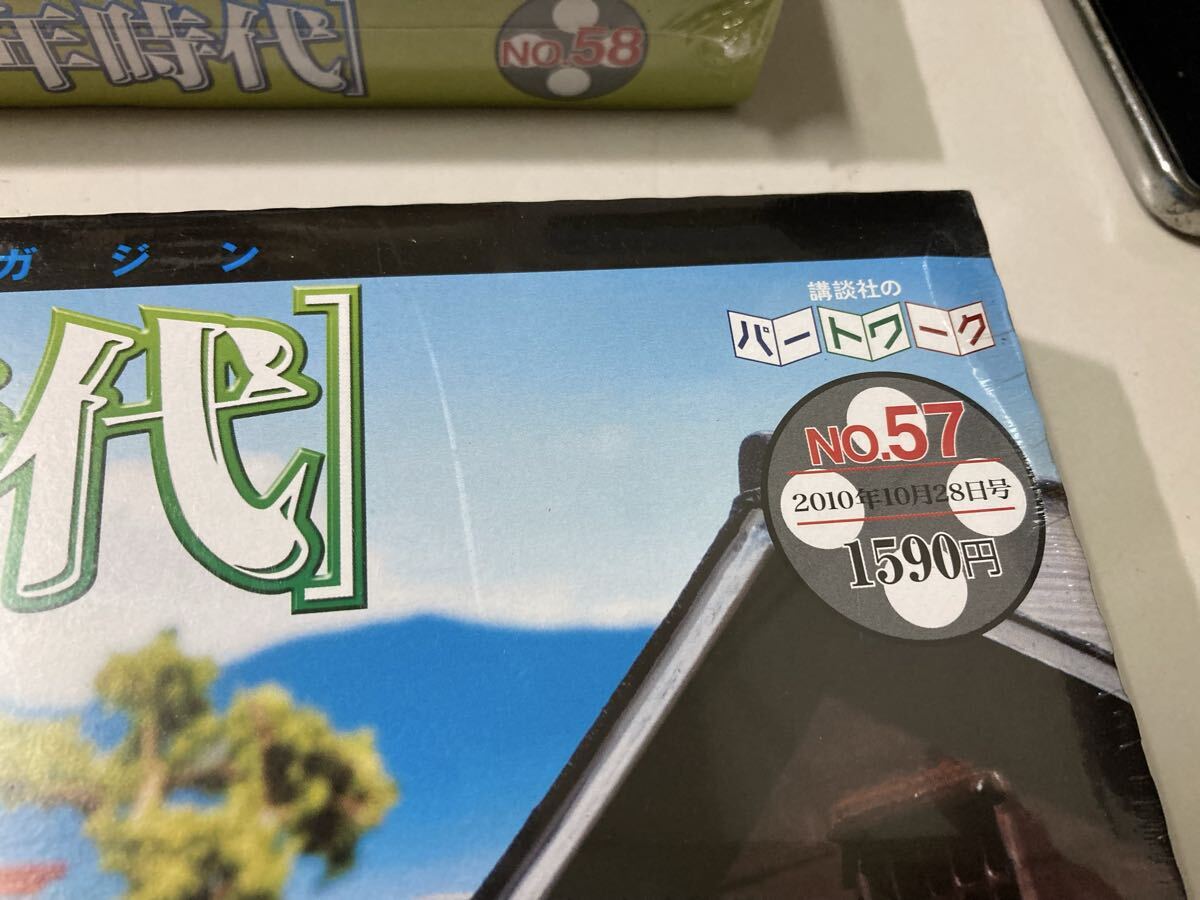 年時代]
NO.58
ガジン
代]
講談社の
パートワーク
NO.57
2010年10月28日号
1590円